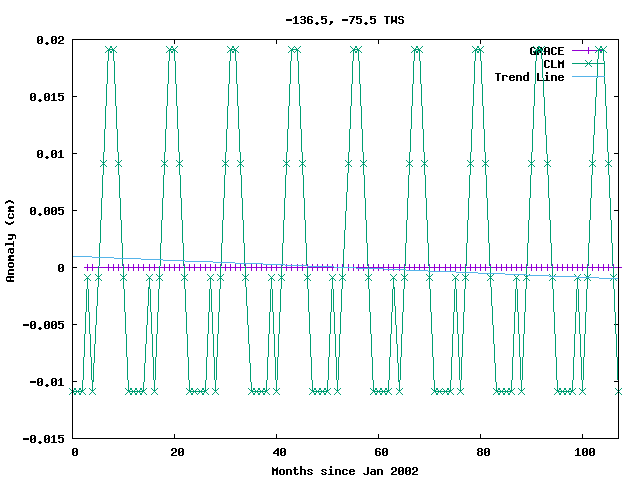 -136.5, -75.5 TWS
0.02
0.015
0.01
0.005
0
-0.005
-0.01
-0.015
Anomaly (cm)
GRACE
CLM
Trend Line
0 20 40 60 80 100
Months since Jan 2002